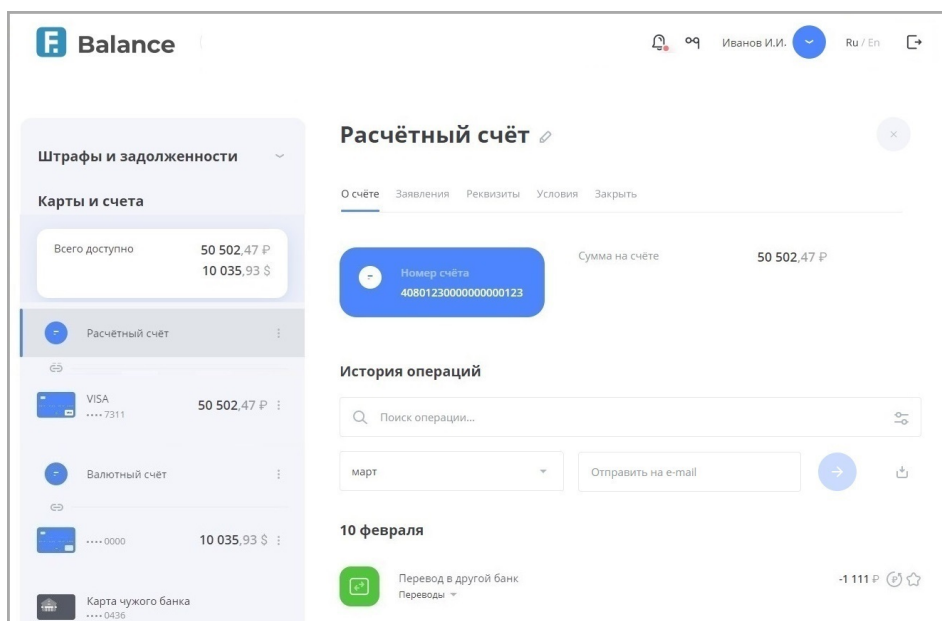 F. Balance
Иванов И.И.
Ru / En
Штрафы и задолженности
Карты и счета
Всего доступно
50 502,47 ₽
10 035,93 $
Расчётный счёт
VISA
50 502,47 ₽
•••• 7311
Валютный счёт
•••• 0000
10 035,93 $
Карта чужого банка
•••• 0436
Расчётный счёт
О счёте
Заявления
Реквизиты
Условия
Закрыть
Номер счёта
40801230000000000123
Сумма на счёте
50 502,47 ₽
История операций
Поиск операции...
март
Отправить на e-mail
10 февраля
Перевод в другой банк
-1 111 ₽
Переводы